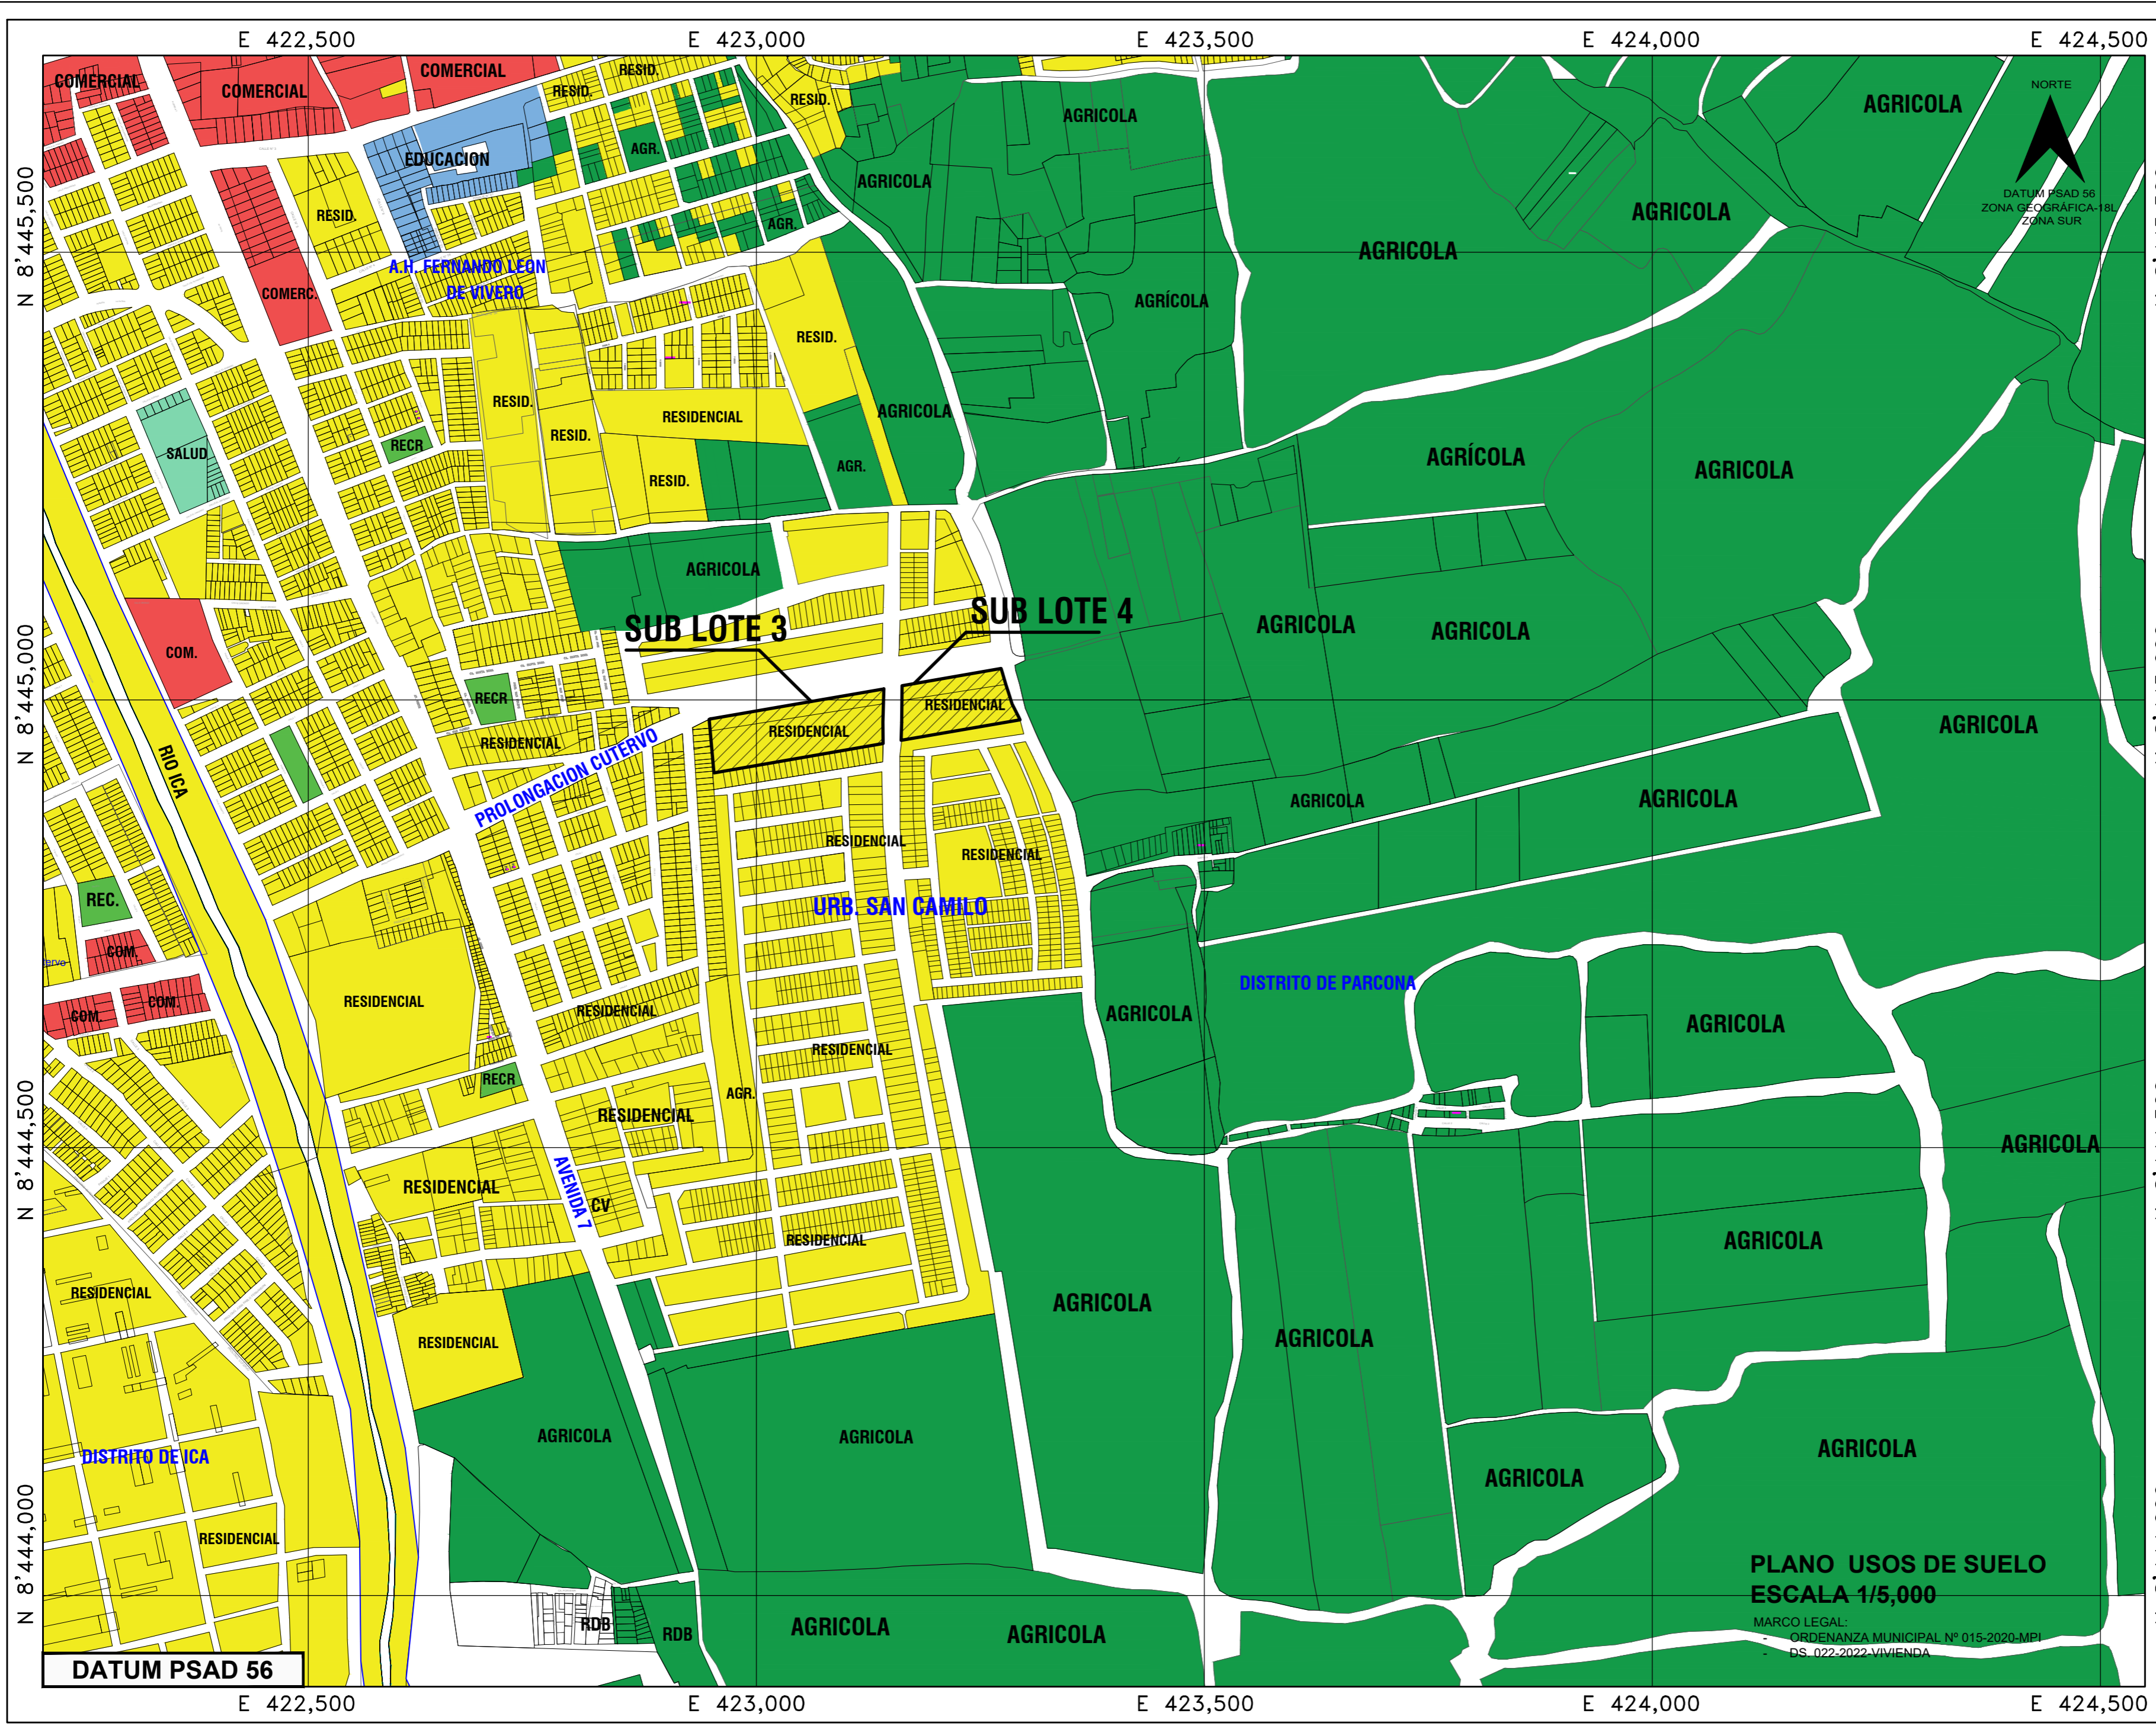 E 422,500
E 423,000
E 423,500
E 424,000
E 424,500
N 8'445,500
N 8'445,000
N 8'444,500
N 8'444,000
COMERCIAL
COMERCIAL
COMERCIAL
RESID.
RESID.
RESID.
AGRICOLA
AGRICOLA
NORTE
DATUM PSAD 56
ZONA GEOGRÁFICA-18L
ZONA SUR
EDUCACION
AGR.
AGRICOLA
RESID.
AGR.
AGRICOLA
AGRICOLA
A.H. FERNANDO LEON
DE VIVERO
COMERC.
AGRÍCOLA
RESID.
RESID.
RESIDENCIAL
AGRICOLA
RESID.
RECR
SALUD
RESID.
AGR.
AGRÍCOLA
AGRICOLA
AGRICOLA
SUB LOTE 3
SUB LOTE 4
AGRICOLA
AGRICOLA
COM.
RECR
RESIDENCIAL
RESIDENCIAL
RESIDENCIAL
AGRICOLA
RIO ICA
PROLONGACION CUTERVO
AGRICOLA
AGRICOLA
RESIDENCIAL
RESIDENCIAL
REC.
URB. SAN CAMILO
COM.
ervo
DISTRITO DE PARCONA
COM.
COM.
RESIDENCIAL
RESIDENCIAL
AGRICOLA
AGRICOLA
RESIDENCIAL
RECR
AGR.
RESIDENCIAL
AGRICOLA
RESIDENCIAL
AVENIDA 7
CV
RESIDENCIAL
AGRICOLA
RESIDENCIAL
AGRICOLA
RESIDENCIAL
AGRICOLA
AGRICOLA
AGRICOLA
AGRICOLA
DISTRITO DE ICA
AGRICOLA
RESIDENCIAL
PLANO USOS DE SUELO
ESCALA 1/5,000
MARCO LEGAL:
- ORDENANZA MUNICIPAL Nº 015-2020-MPI
- DS. 022-2022-VIVIENDA
RDB
RDB
AGRICOLA
AGRICOLA
DATUM PSAD 56
E 422,500
E 423,000
E 423,500
E 424,000
E 424,500